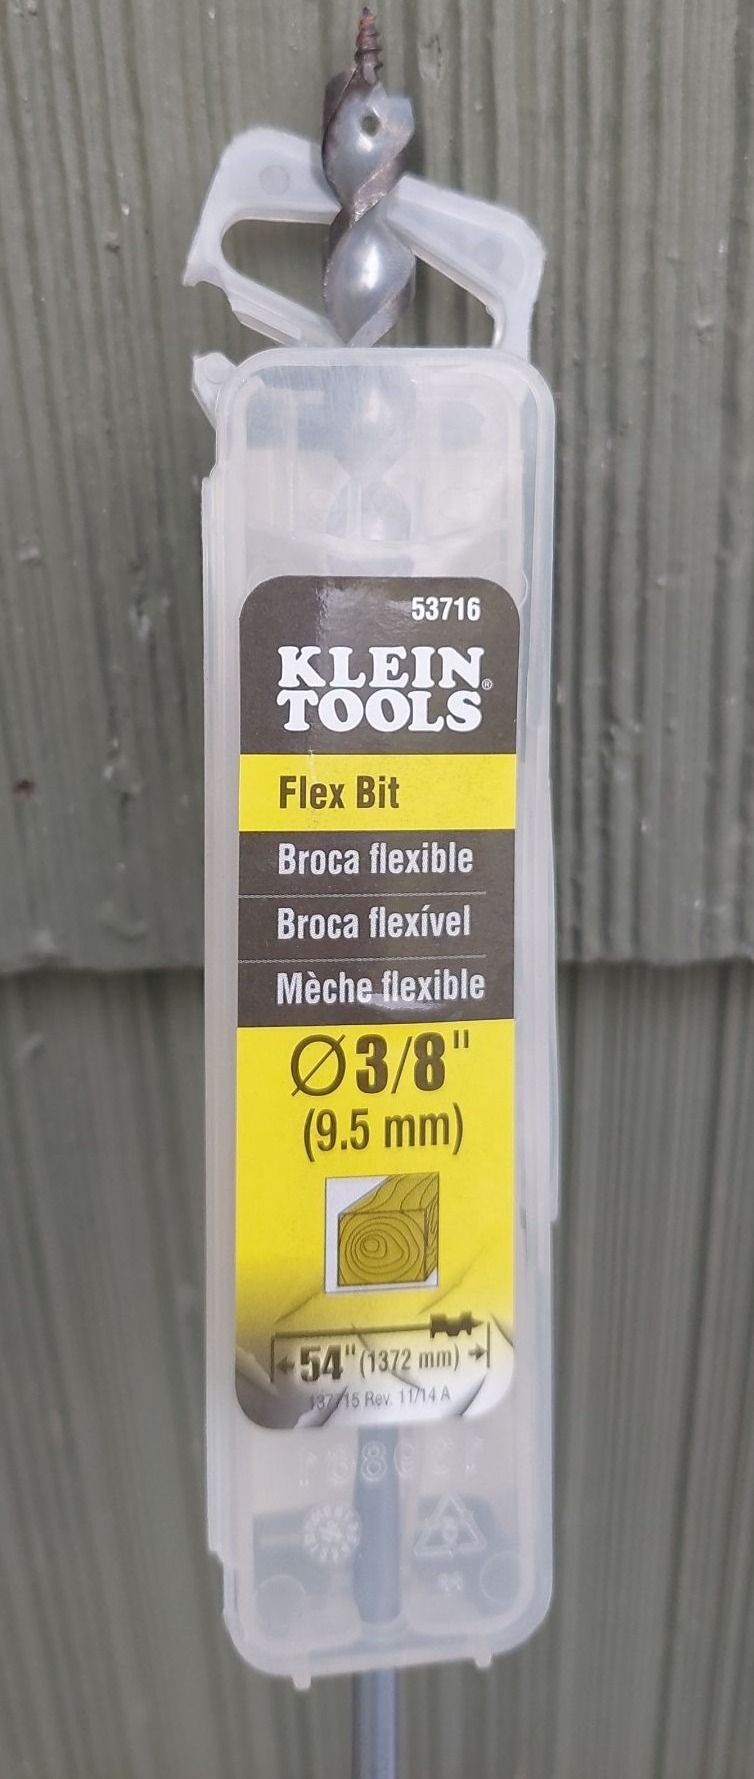 53716
KLEIN
TOOLS®
Flex Bit
Broca flexible
Broca flexível
Mèche flexible
Ø3/8"
(9.5 mm)
54" (1372 mm)
Rev. 11/14 A